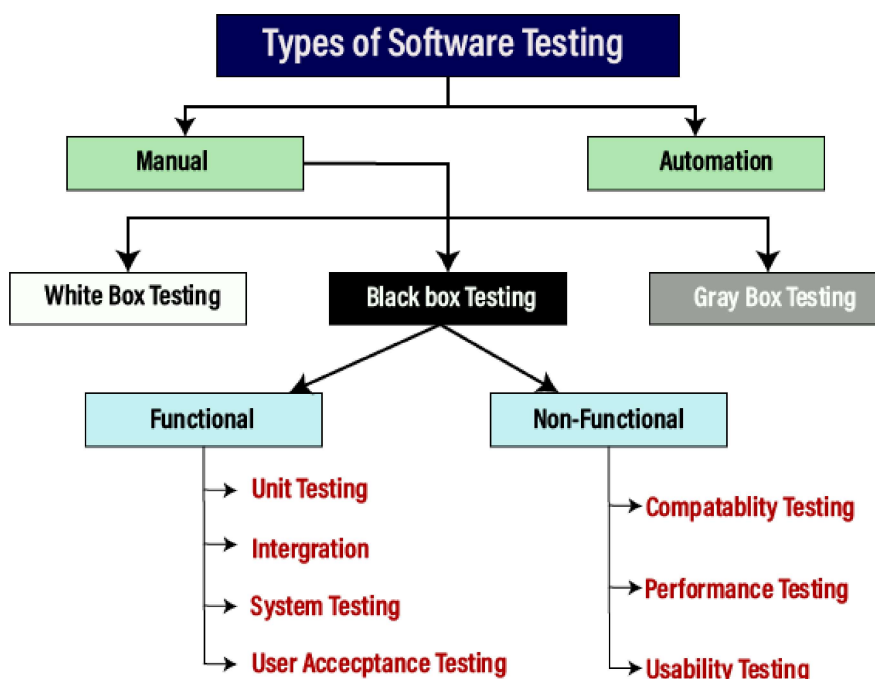 Types of Software Testing
Manual
Automation
White Box Testing
Black box Testing
Gray Box Testing
Functional
Non-Functional
Unit Testing
Intergration
System Testing
User Accecptance Testing
Compatablity Testing
Performance Testing
Usability Testing